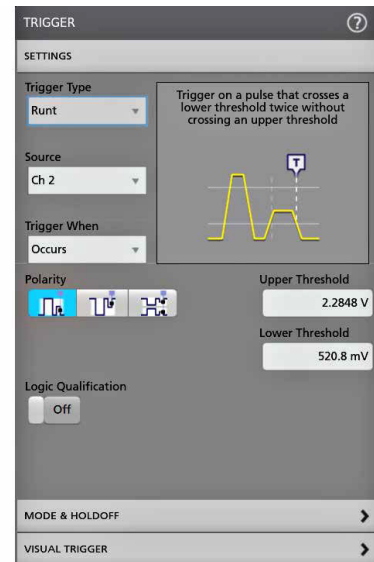 TRIGGER
?
SETTINGS
Trigger Type
Runt
Trigger on a pulse that crosses a
lower threshold twice without
crossing an upper threshold
T
Source
Ch 2
Trigger When
Occurs
Polarity
Upper Threshold
2.2848 V
Lower Threshold
520.8 mV
Logic Qualification
Off
MODE & HOLDOFF
VISUAL TRIGGER